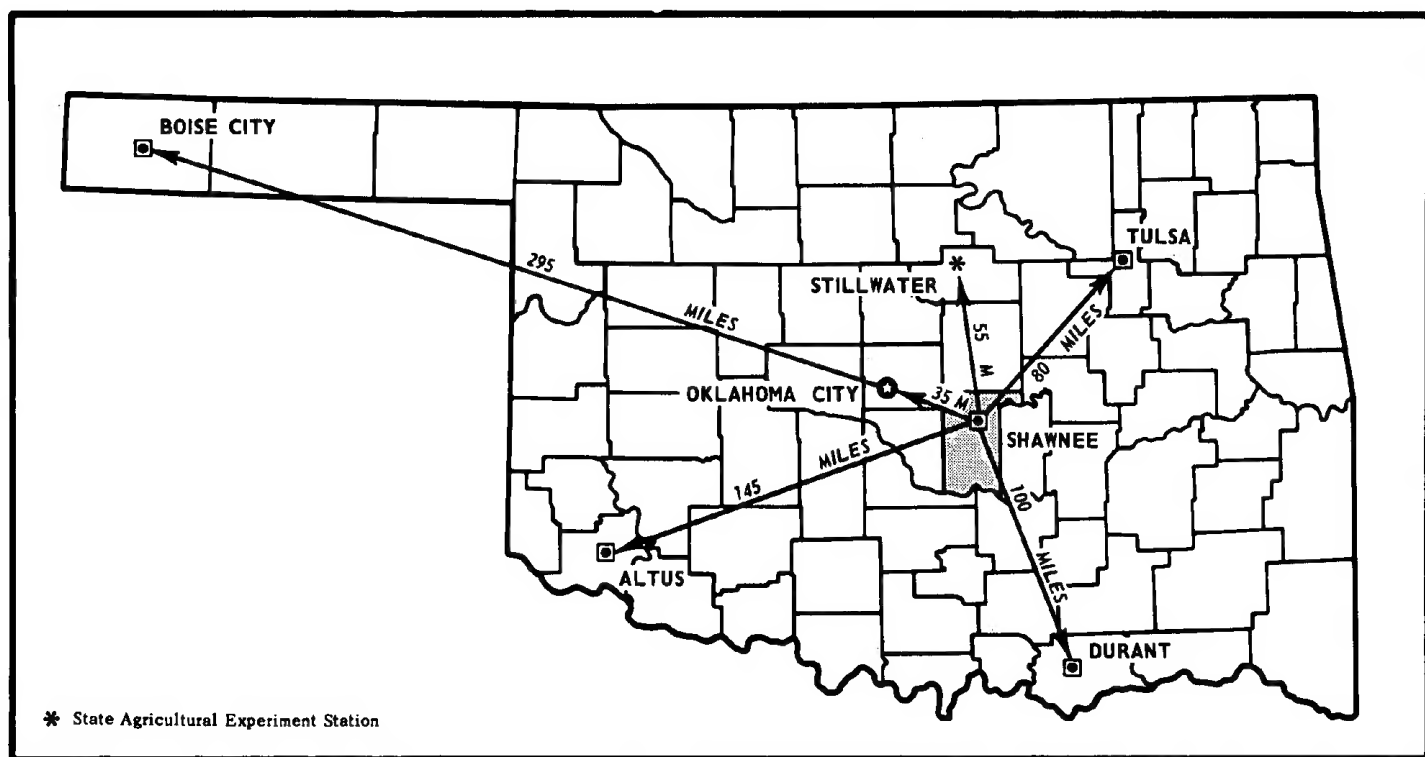 BOISE CITY
TULSA
295
MILES
STILLWATER
55 M
80 MILES
OKLAHOMA CITY
35 M
SHAWNEE
145 MILES
100 MILES
ALTUS
DURANT
* State Agricultural Experiment Station